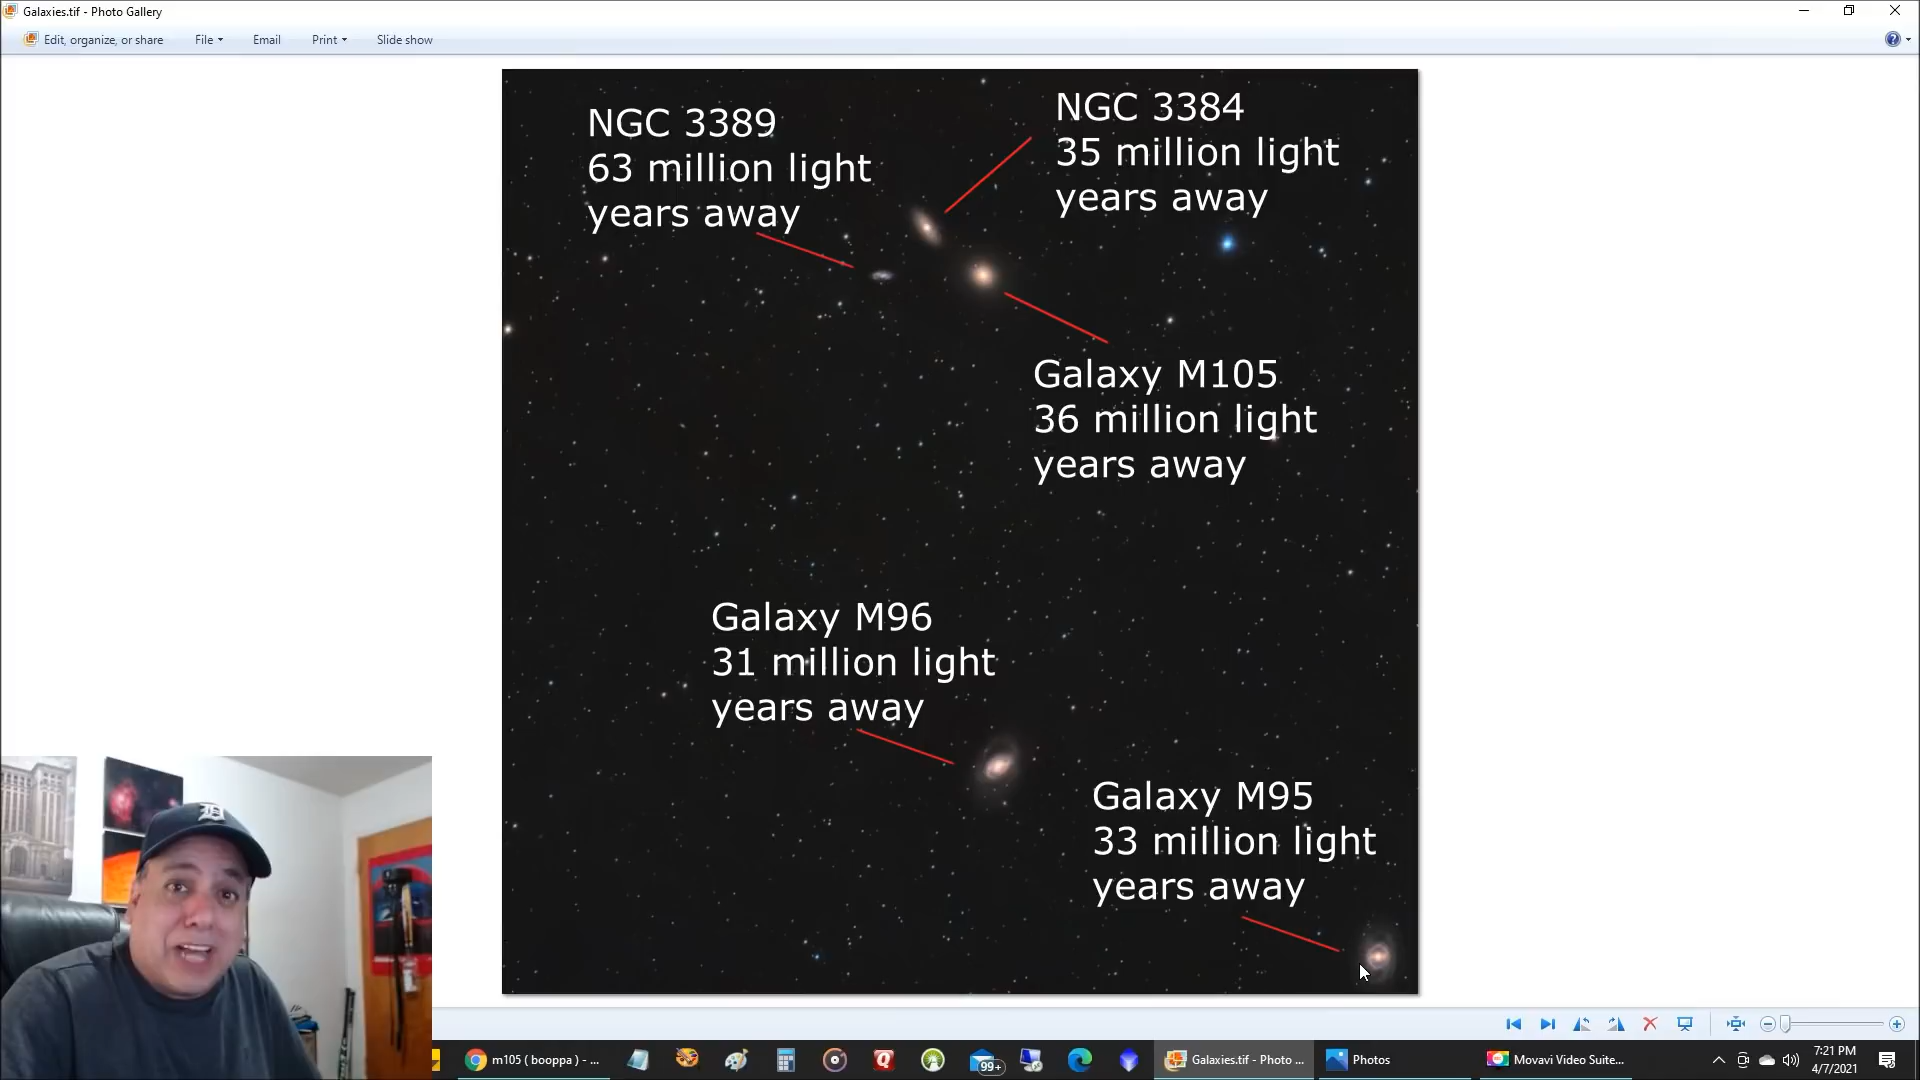 Galaxies.tif - Photo Gallery
Edit, organize, or share File Email Print Slide show
NGC 3389
63 million light
years away
NGC 3384
35 million light
years away
Galaxy M105
36 million light
years away
Galaxy M96
31 million light
years away
Galaxy M95
33 million light
years away
D
m105 ( booppa ) - ...
99+
Galaxies.tif - Photo ...
Photos
Movavi Video Suite...
7:21 PM
4/7/2021